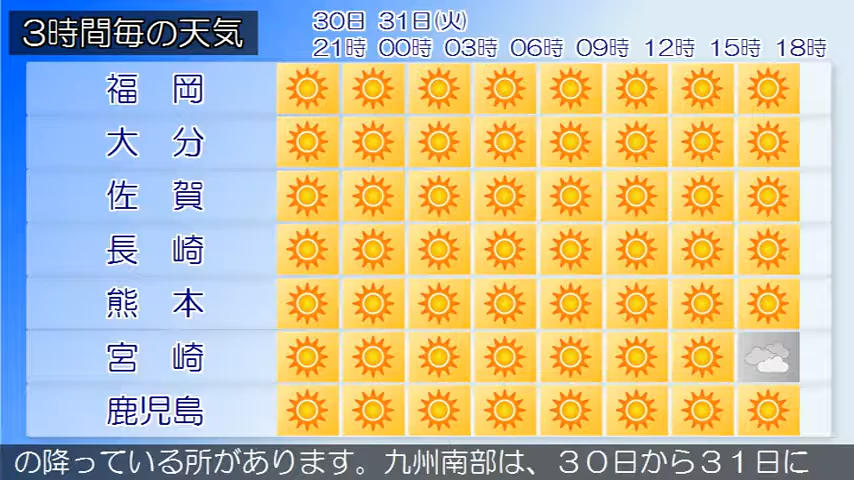 3時間毎の天気
30日 31日(火)
21時 00時 03時 06時 09時 12時 15時 18時
福岡
大分
佐賀
長崎
熊本
宮崎
鹿児島
の降っている所があります。九州南部は、３０日から３１日に